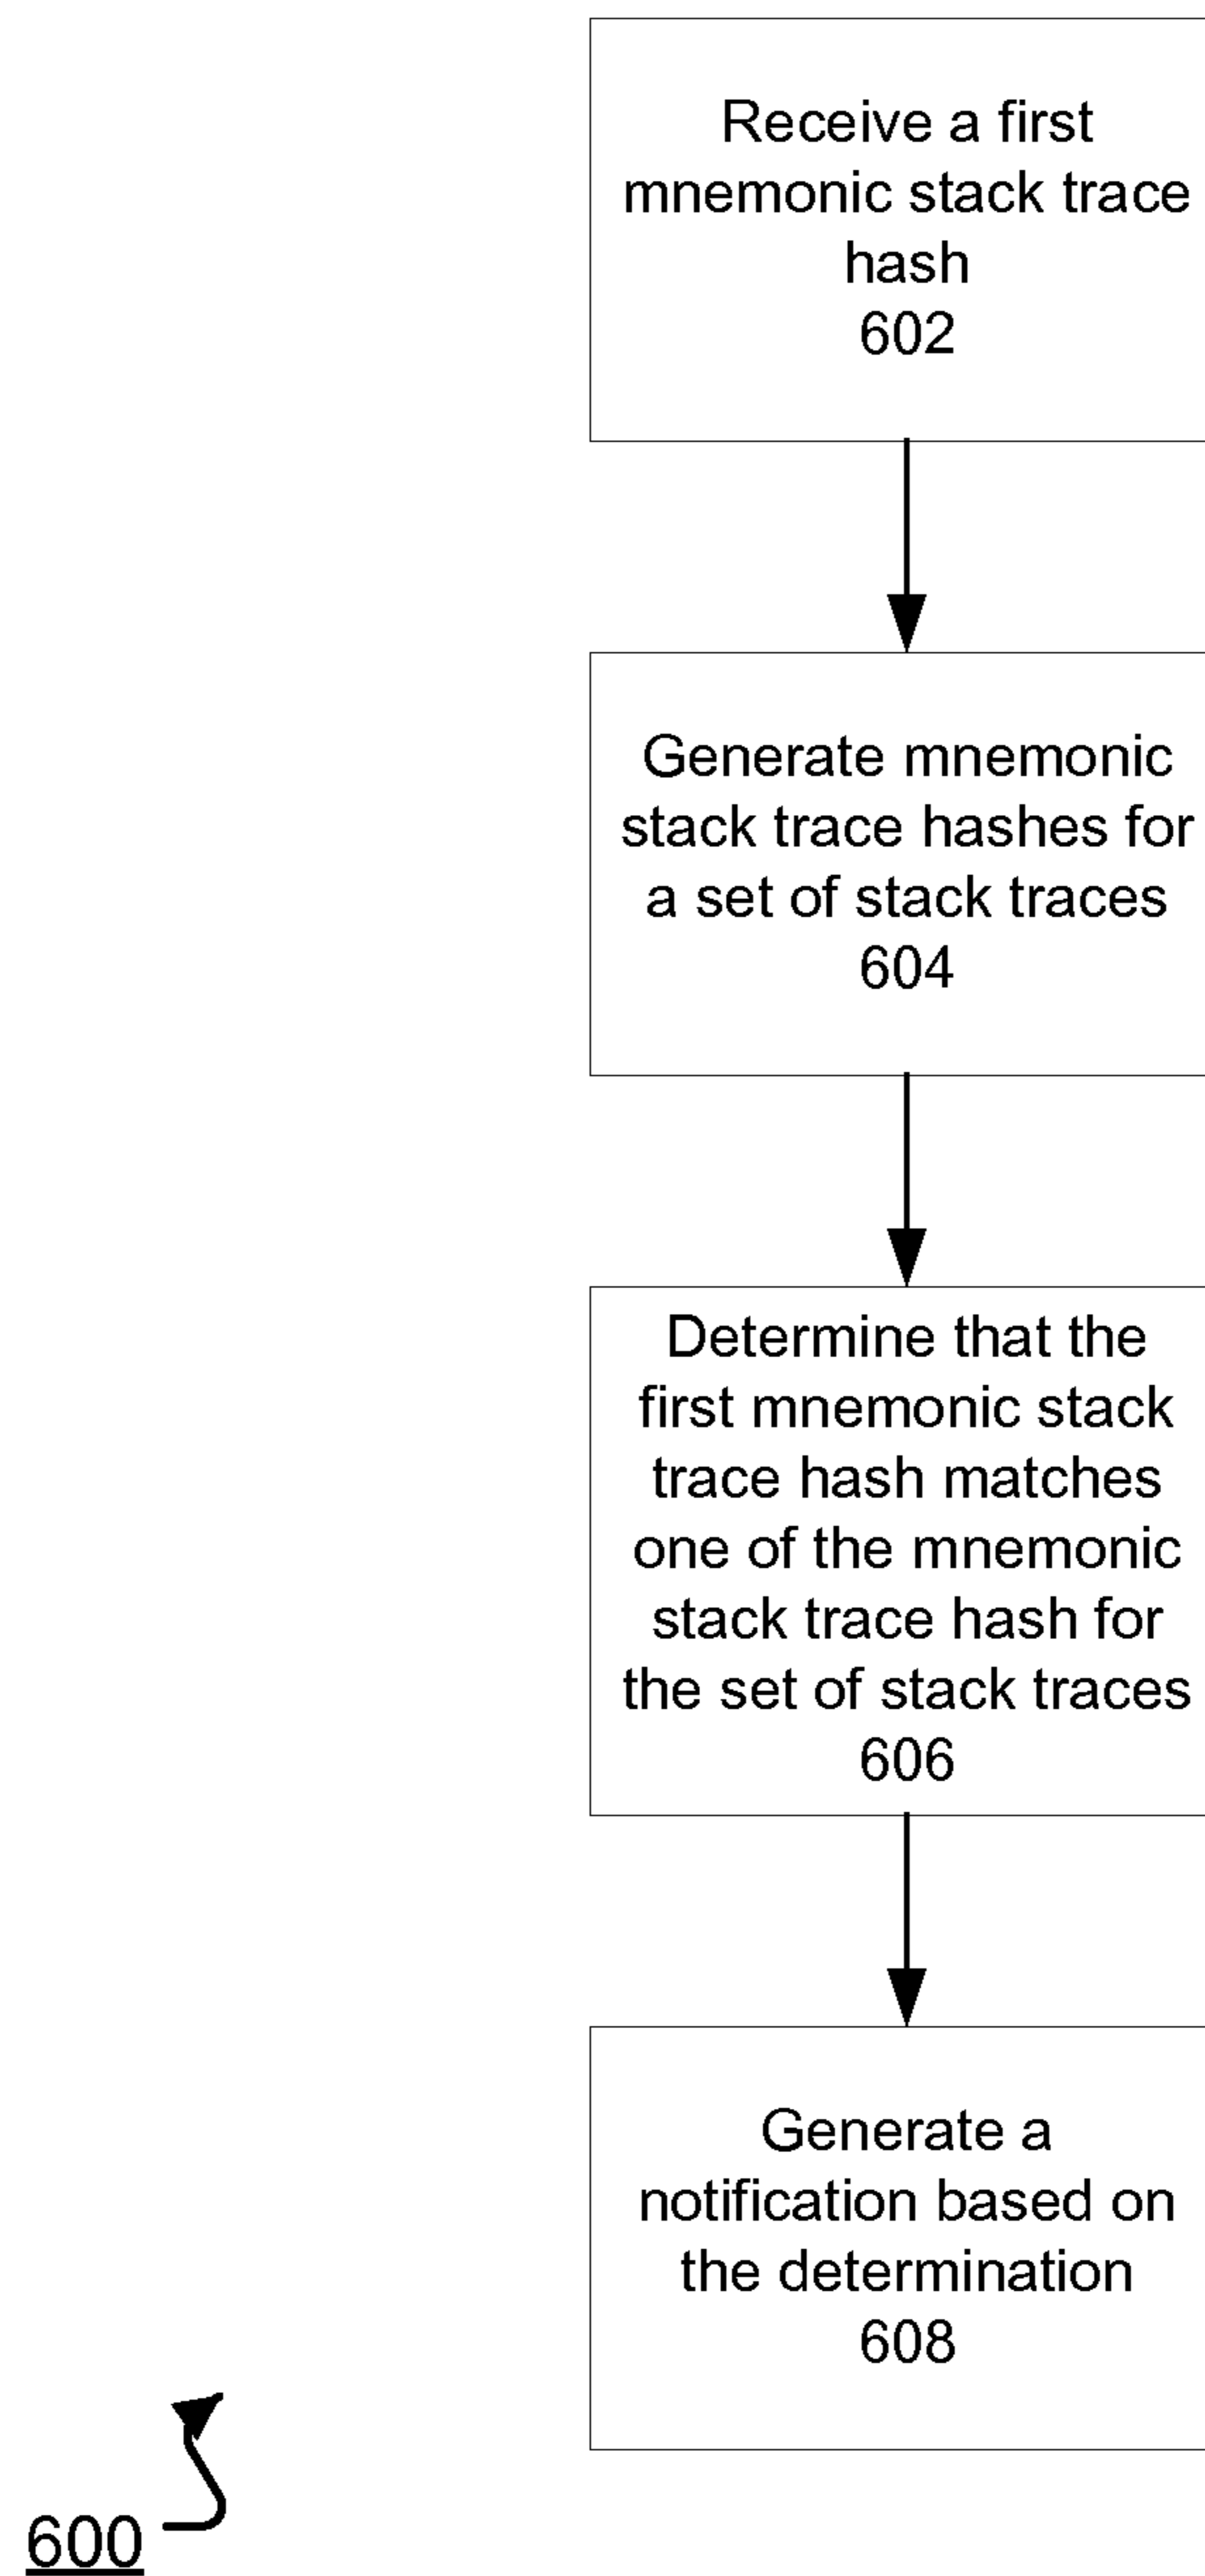 Receive a first
mnemonic stack trace
hash
602
Generate mnemonic
stack trace hashes for
a set of stack traces
604
Determine that the
first mnemonic stack
trace hash matches
one of the mnemonic
stack trace hash for
the set of stack traces
606
Generate a
notification based on
the determination
608
600